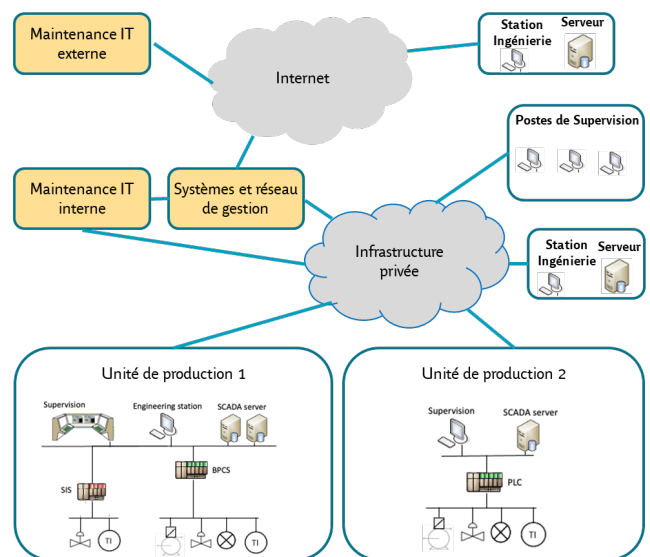 Maintenance IT
externe
Internet
Station
Ingénierie
Serveur
Postes de Supervision
Maintenance IT
interne
Systèmes et réseau
de gestion
Infrastructure
privée
Station
Ingénierie
Serveur
Unité de production 1
Supervision
Engineering station
SCADA server
BPCS
SIS
TI
TI
Unité de production 2
Supervision
SCADA server
PLC
TI